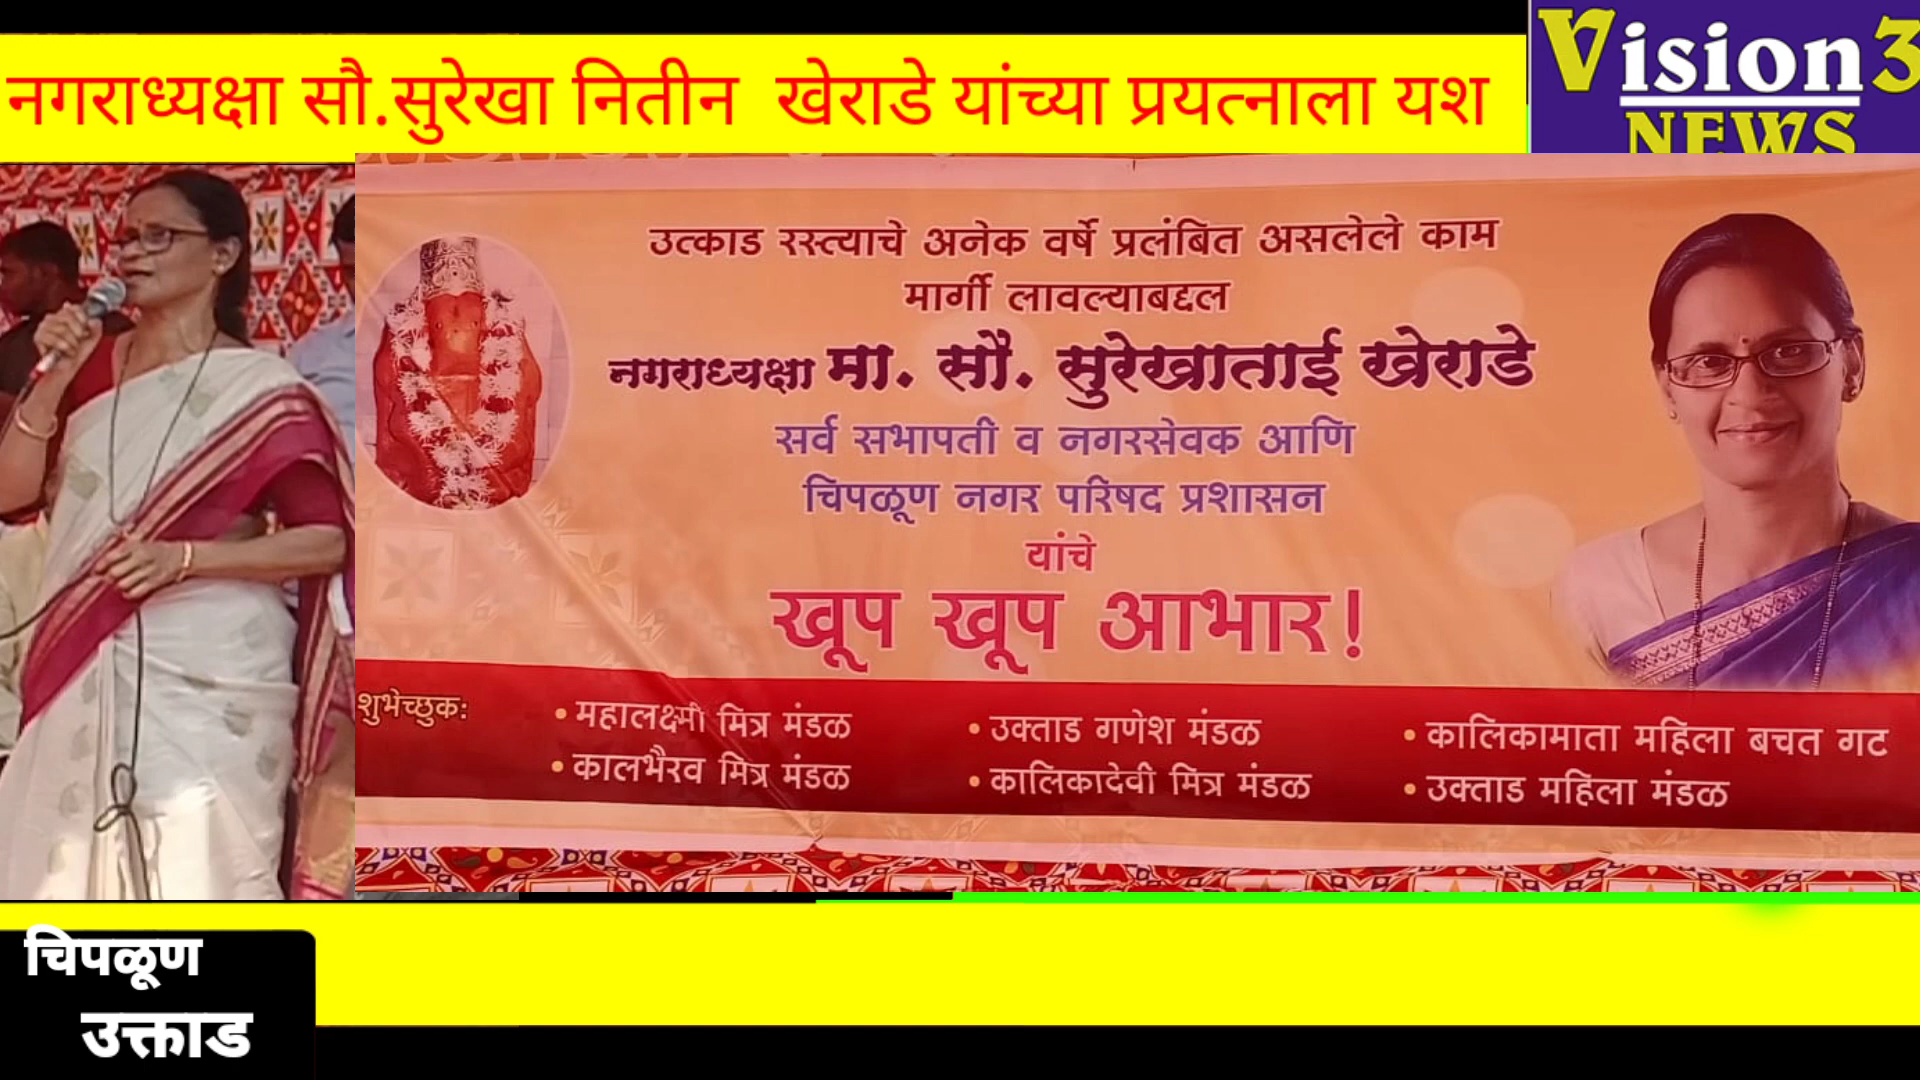 नगराध्यक्षा सौ.सुरेखा नितीन खेराडे यांच्या प्रयत्नाला यश
Vision3
NEWS
उत्काड रस्त्याचे अनेक वर्षे प्रलंबित असलेले काम
मार्गी लावल्याबद्दल
नगराध्यक्षा मा. सौ. सुरेखाताई खेराडे
सर्व सभापती व नगरसेवक आणि
चिपळूण नगर परिषद प्रशासन
यांचे
खूप खूप आभार!
शुभेच्छुक:
• महालक्ष्मी मित्र मंडळ • उक्ताड गणेश मंडळ • कालिकामाता महिला बचत गट
• कालभैरव मित्र मंडळ • कालिकादेवी मित्र मंडळ • उक्ताड महिला मंडळ
चिपळूण
उक्ताड